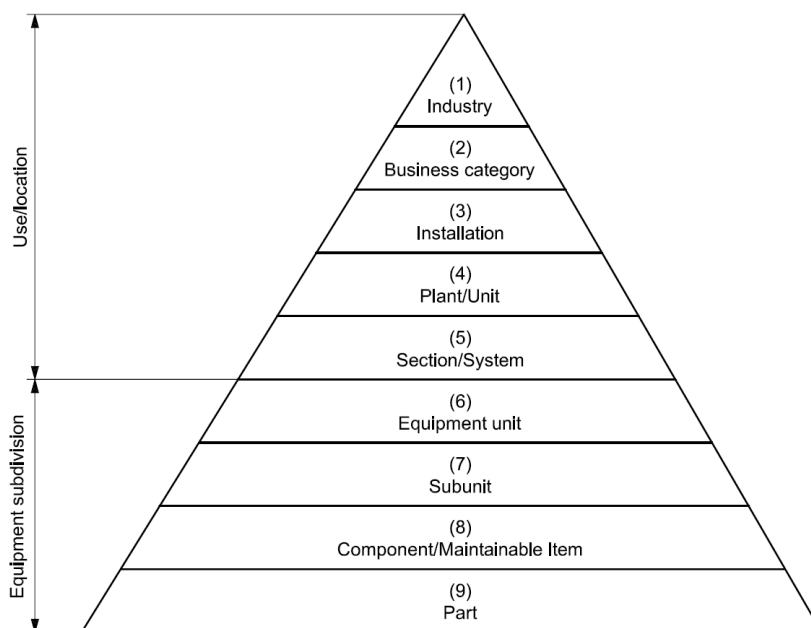 (1)
Industry
(2)
Business category
(3)
Installation
(4)
Plant/Unit
(5)
Section/System
(6)
Equipment unit
(7)
Subunit
(8)
Component/Maintainable Item
(9)
Part
Use/location
Equipment subdivision